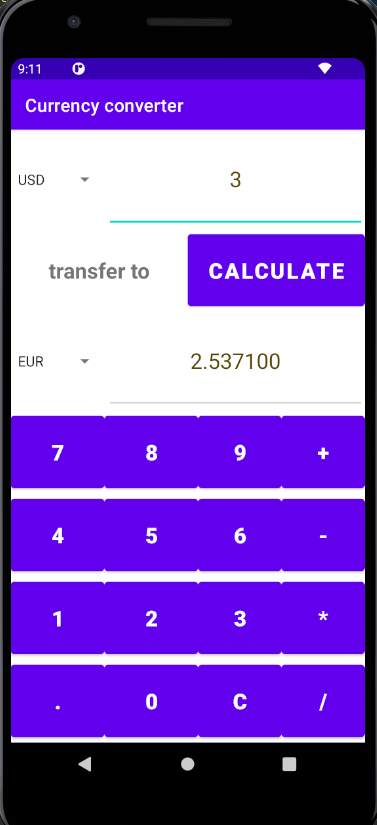 9:11
Currency converter
USD 3
transfer to CALCULATE
EUR 2.537100
7 8 9 +
4 5 6 -
1 2 3 *
. 0 C /